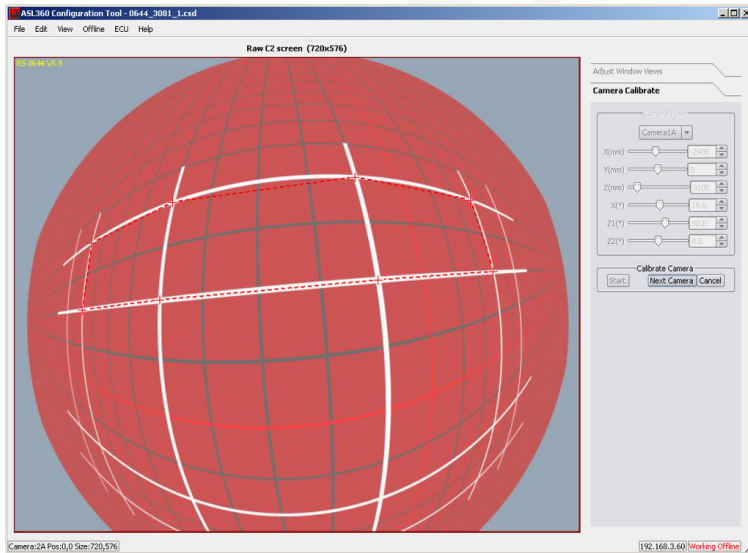 ASL360 Configuration Tool - 0644_3081_1.csd
File Edit View Offline ECU Help
Raw C2 screen (720x576)
RS 0644 V5.9
Adjust Window Views
Camera Calibrate
Camera1A
X(mm) -2400
Y(mm) 0
Z(mm) 3105
X(°) 15.0
Z1(°) 90.0
Z2(°) 0.0
Calibrate Camera
Start Next Camera Cancel
Camera:2A Pos:0,0 Size:720,576
192.168.3.60 Working Offline